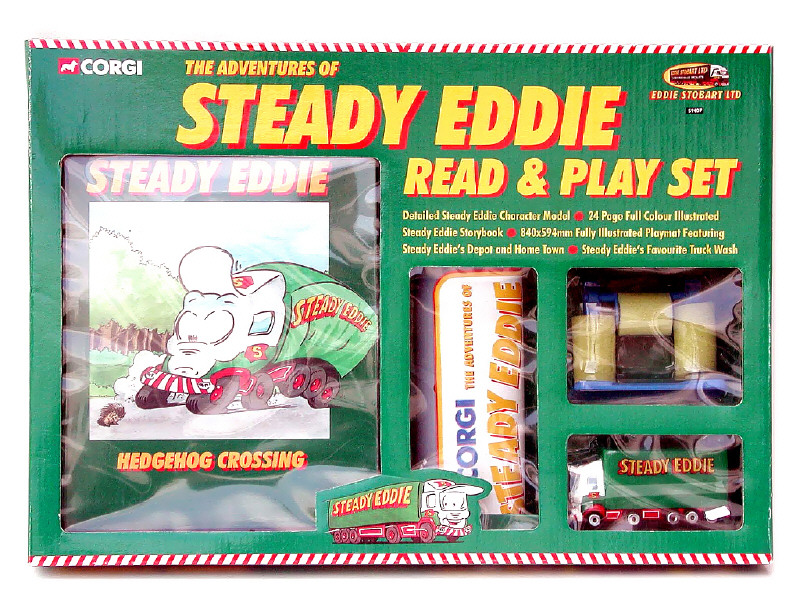 CORGI
THE ADVENTURES OF
STEADY EDDIE
READ & PLAY SET
EDDIE STOBART LTD
EDDIE STOBART LTD
Detailed Steady Eddie Character Model ● 24 Page Full Colour Illustrated
Steady Eddie Storybook ● 840x594mm Fully Illustrated Playmat Featuring
Steady Eddie's Depot and Home Town ● Steady Eddie's Favourite Truck Wash
STEADY EDDIE
S
STEADY EDDIE
S
HEDGEHOG CROSSING
CORGI
THE ADVENTURES OF
STEADY EDDIE
STEADY EDDIE
STEADY EDDIE